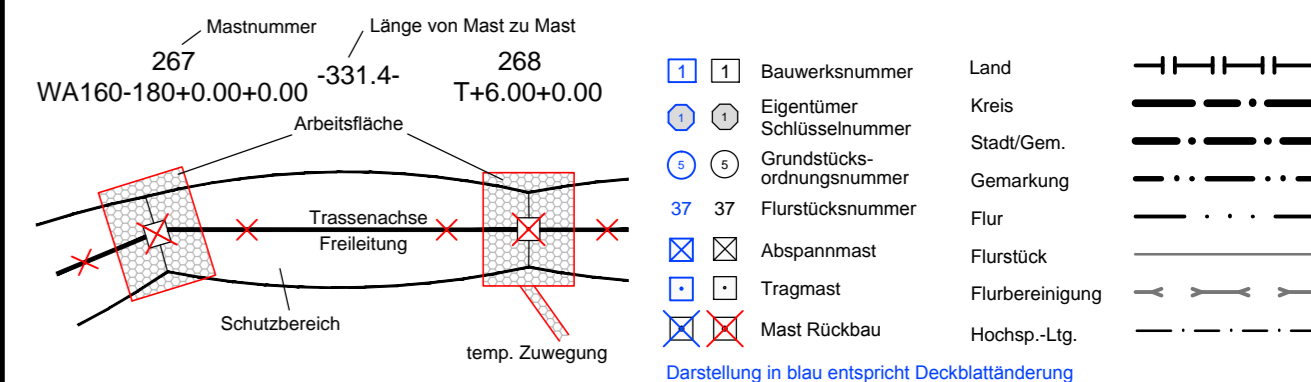 Mastnummer
Länge von Mast zu Mast
267
-331.4-
268
WA160-180+0.00+0.00
T+6.00+0.00
Arbeitsfläche
Trassenachse
Freileitung
Schutzbereich
temp. Zuwegung
1 1 Bauwerksnummer
1 1 Eigentümer
Schlüsselnummer
5 5 Grundstücks-
ordnungsnummer
37 37 Flurstücksnummer
Abspannmast
Tragmast
Mast Rückbau
Darstellung in blau entspricht Deckblattänderung
Land
Kreis
Stadt/Gem.
Gemarkung
Flur
Flurstück
Flurbereinigung
Hochsp.-Ltg.